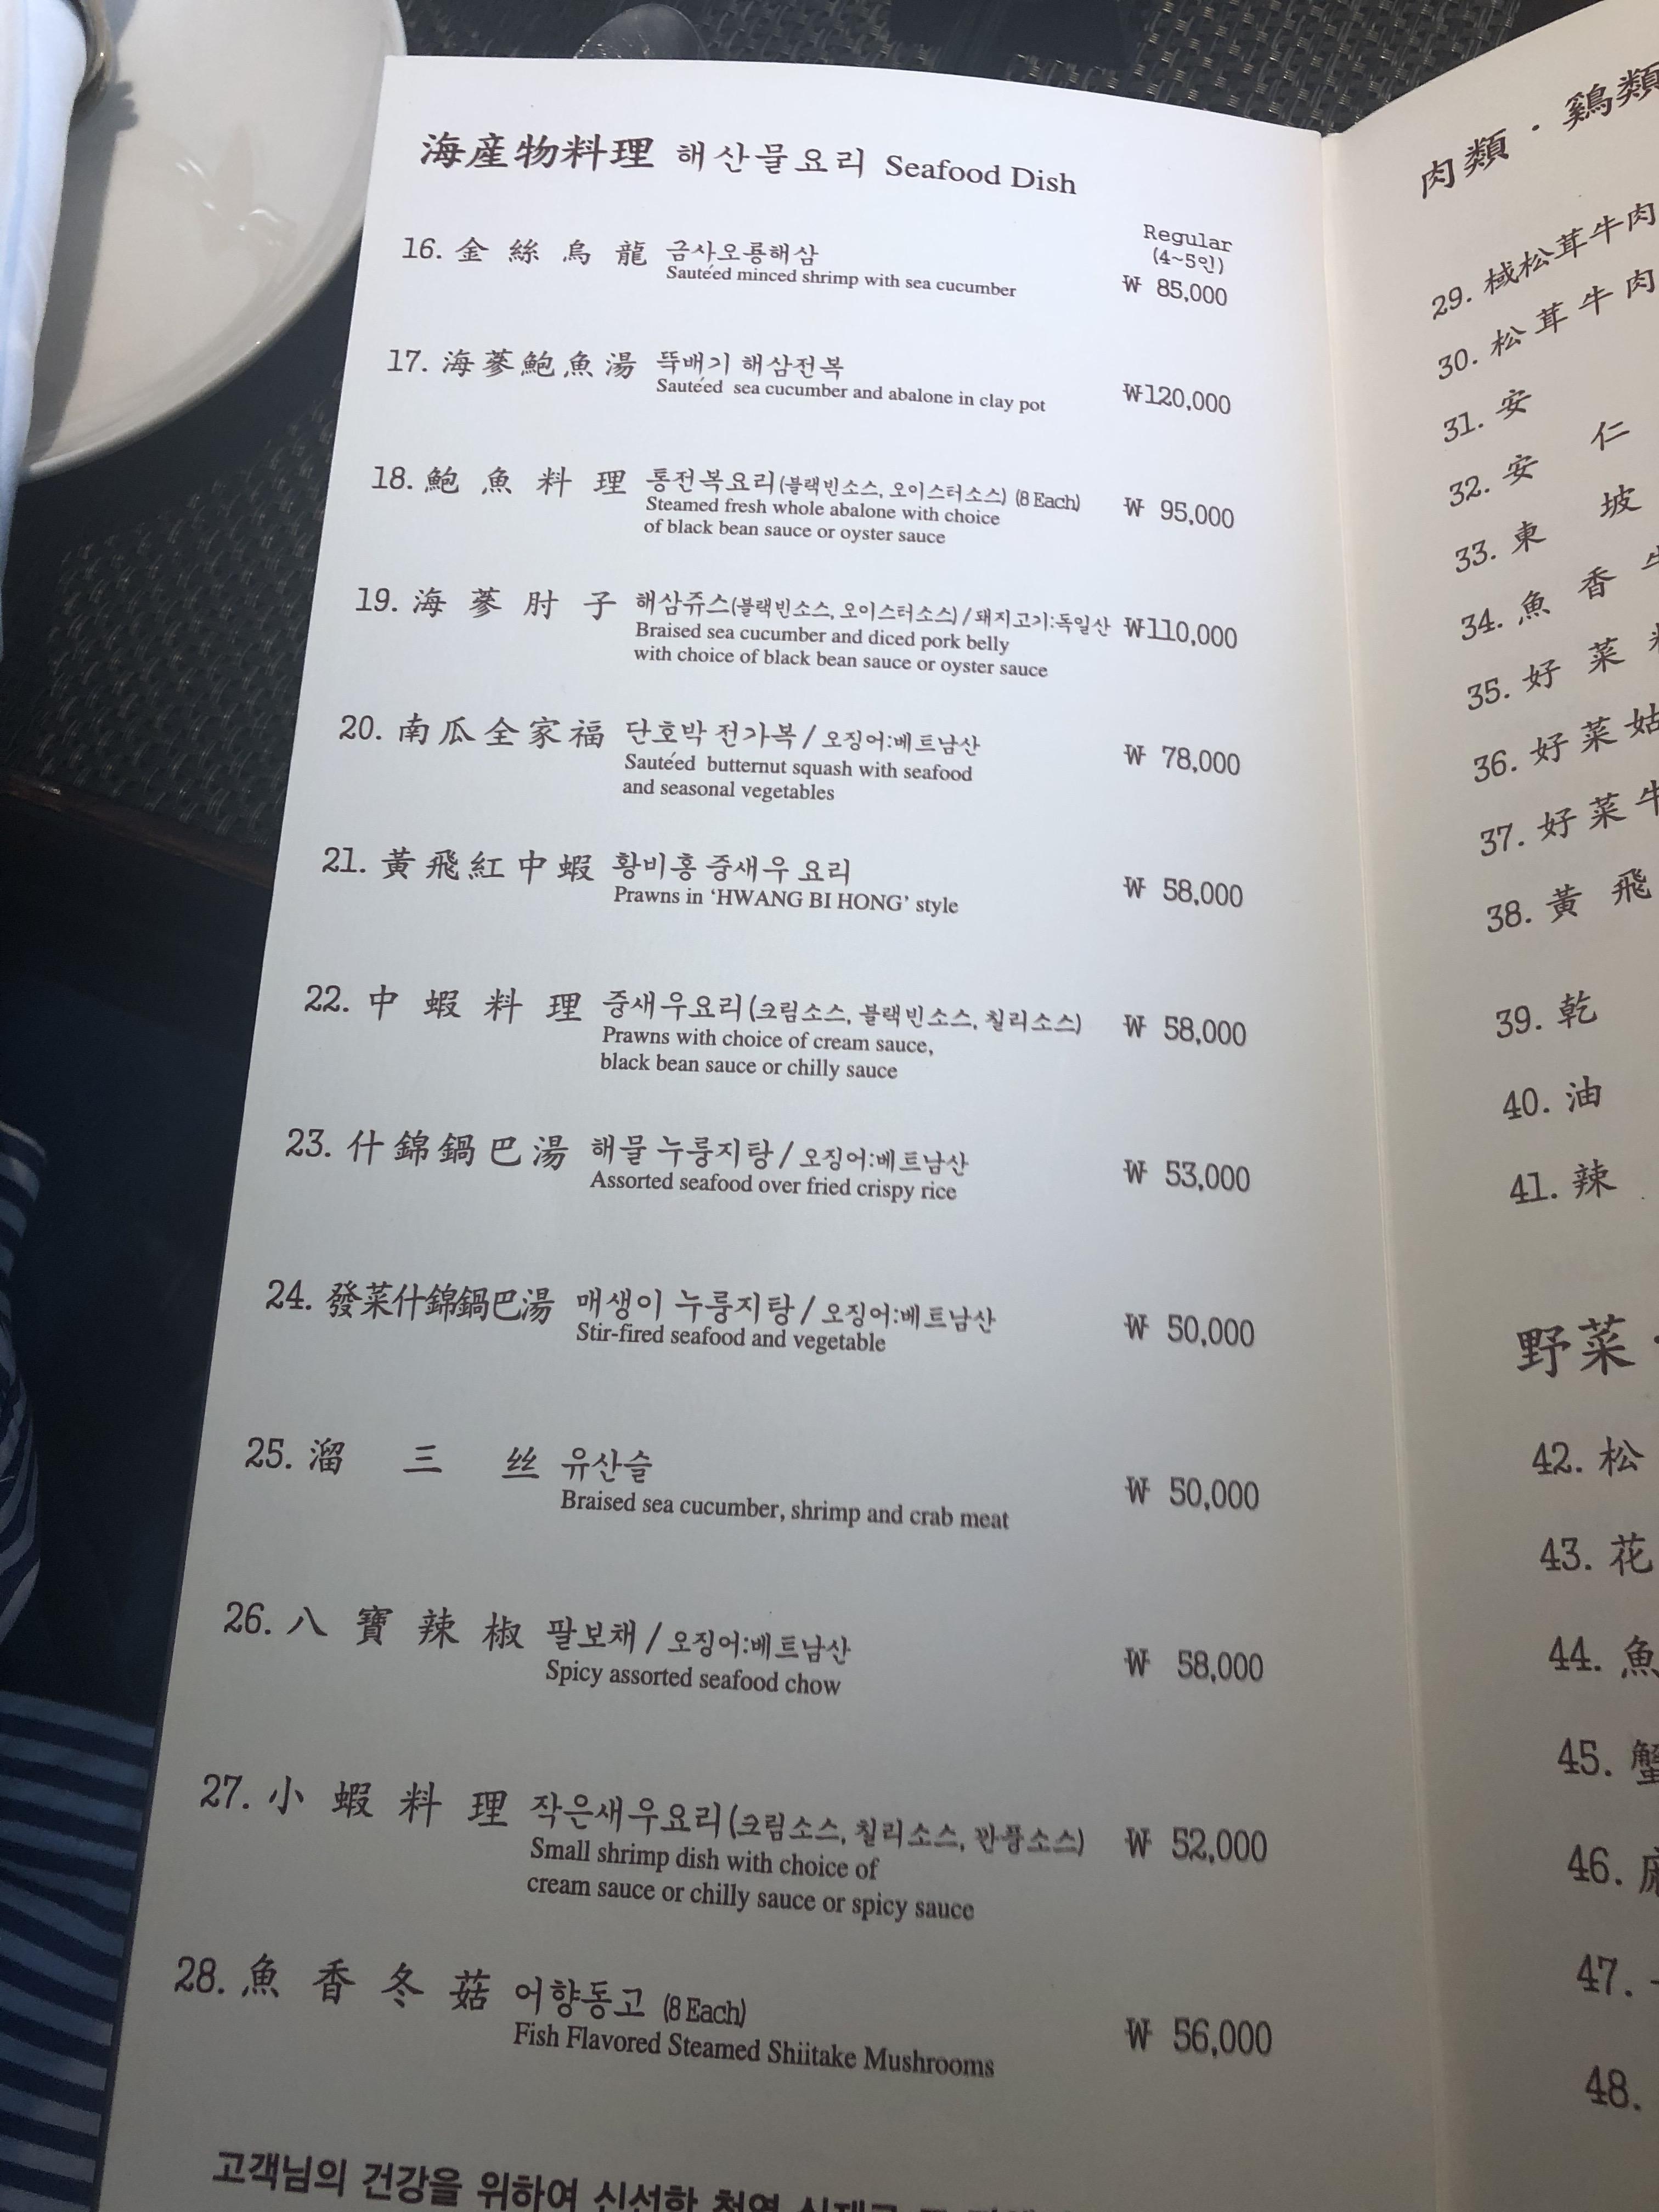 海産物料理 해산물요리 Seafood Dish
Regular
(4~5인)
16. 金絲烏龍 금사오룡해삼 ₩ 85,000
Sauteéd minced shrimp with sea cucumber
17. 海蔘鮑魚湯 뚝배기 해삼전복 ₩120,000
Sauteéd sea cucumber and abalone in clay pot
18. 鮑魚料理 통전복요리(블랙빈소스, 오이스터소스) (8 Each) ₩ 95,000
Steamed fresh whole abalone with choice
of black bean sauce or oyster sauce
19. 海蔘肘子 해삼쥬스(블랙빈소스, 오이스터소스) / 돼지고기:독일산 ₩110,000
Braised sea cucumber and diced pork belly
with choice of black bean sauce or oyster sauce
20. 南瓜全家福 단호박 전가복 / 오징어:베트남산 ₩ 78,000
Sauteéd butternut squash with seafood
and seasonal vegetables
21. 黃飛紅中蝦 황비홍 중새우 요리 ₩ 58,000
Prawns in ‘HWANG BI HONG’ style
22. 中蝦料理 중새우요리(크림소스, 블랙빈소스, 칠리소스) ₩ 58,000
Prawns with choice of cream sauce,
black bean sauce or chilly sauce
23. 什錦鍋巴湯 해물 누룽지탕 / 오징어:베트남산 ₩ 53,000
Assorted seafood over fried crispy rice
24. 發菜什錦鍋巴湯 매생이 누룽지탕 / 오징어:베트남산 ₩ 50,000
Stir-fired seafood and vegetable
25. 溜三丝 유산슬 ₩ 50,000
Braised sea cucumber, shrimp and crab meat
26. 八寶辣椒 팔보채 / 오징어:베트남산 ₩ 58,000
Spicy assorted seafood chow
27. 小蝦料理 작은새우요리(크림소스, 칠리소스, 깐풍소스) ₩ 52,000
Small shrimp dish with choice of
cream sauce or chilly sauce or spicy sauce
28. 魚香冬菇 어향동고 (8 Each) ₩ 56,000
Fish Flavored Steamed Shiitake Mushrooms
고객님의 건강을 위하여 신선한
肉類 · 鷄類
29. 松茸牛肉
30. 松茸牛肉
31. 安
32. 安仁
33. 東坡
34. 魚香
35. 好菜
36. 好菜菇
37. 好菜牛
38. 黃飛
39. 乾
40. 油
41. 辣
野菜 ·
42. 松
43. 花
44. 魚
45. 蟹
46.
47.
48.